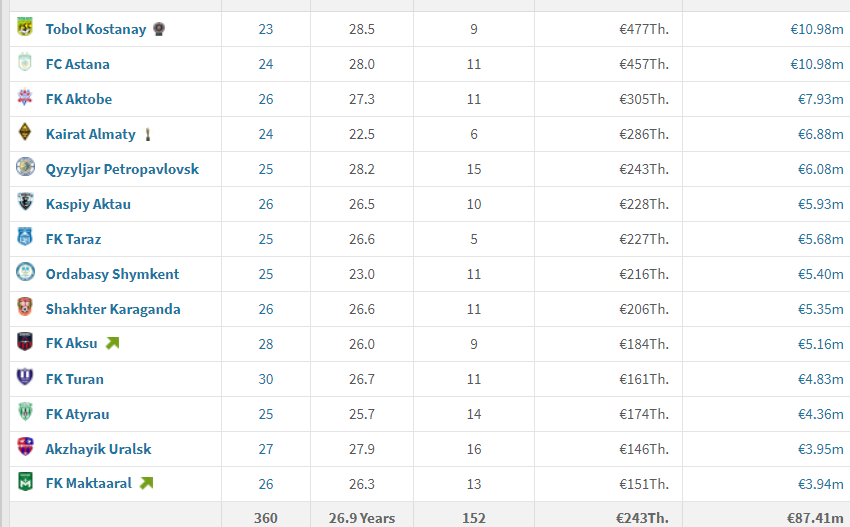 Tobol Kostanay 23 28.5 9 €477Th. €10.98m
FC Astana 24 28.0 11 €457Th. €10.98m
FK Aktobe 26 27.3 11 €305Th. €7.93m
Kairat Almaty 24 22.5 6 €286Th. €6.88m
Qyzyljar Petropavlovsk 25 28.2 15 €243Th. €6.08m
Kaspiy Aktau 26 26.5 10 €228Th. €5.93m
FK Taraz 25 26.6 5 €227Th. €5.68m
Ordabasy Shymkent 25 23.0 11 €216Th. €5.40m
Shakhter Karaganda 26 26.6 11 €206Th. €5.35m
FK Aksu 28 26.0 9 €184Th. €5.16m
FK Turan 30 26.7 11 €161Th. €4.83m
FK Atyrau 25 25.7 14 €174Th. €4.36m
Akzhayik Uralsk 27 27.9 16 €146Th. €3.95m
FK Maktaaral 26 26.3 13 €151Th. €3.94m
360 26.9 Years 152 €243Th. €87.41m